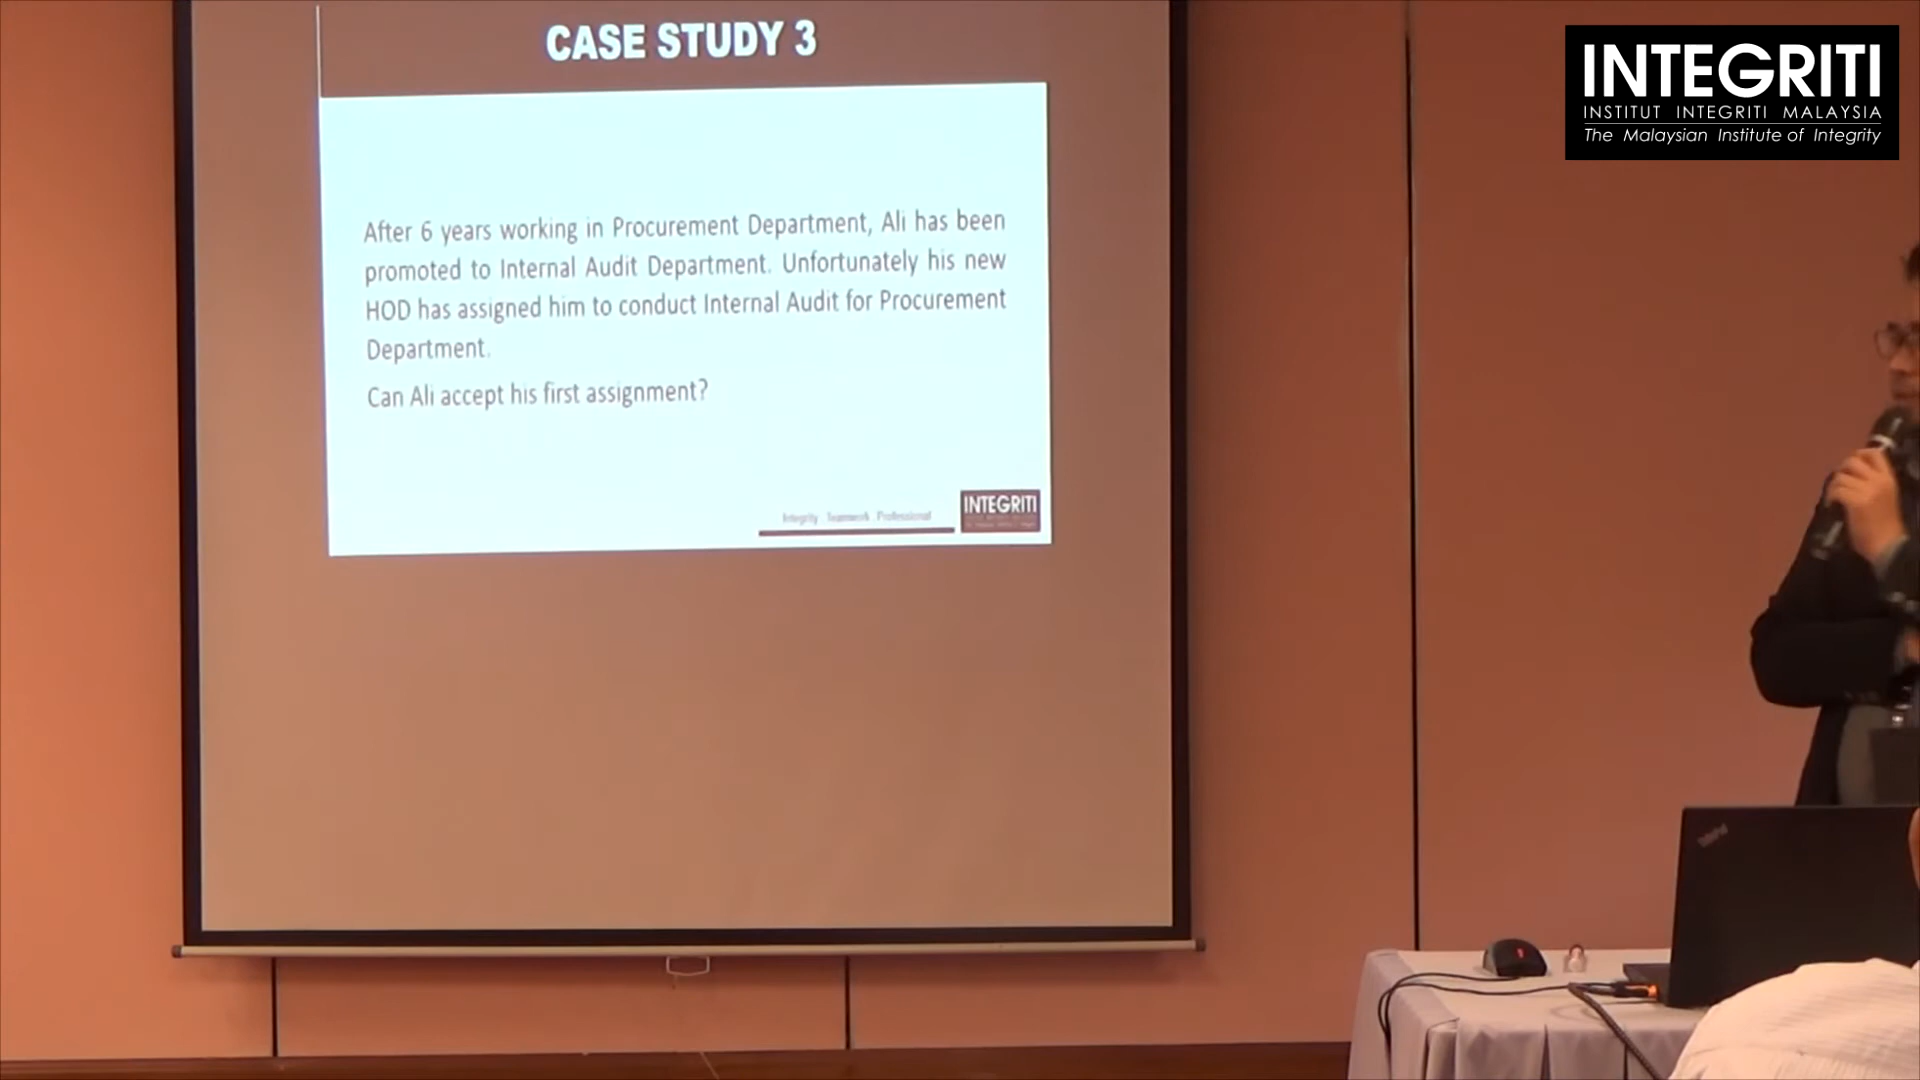 CASE STUDY 3
INTEGRITI
INSTITUT INTEGRITI MALAYSIA
The Malaysian Institute of Integrity
After 6 years working in Procurement Department, Ali has been
promoted to Internal Audit Department. Unfortunately his new
HOD has assigned him to conduct Internal Audit for Procurement
Department.
Can Ali accept his first assignment?
Integrity Teamwork Professional
INTEGRITI
ThinkPad